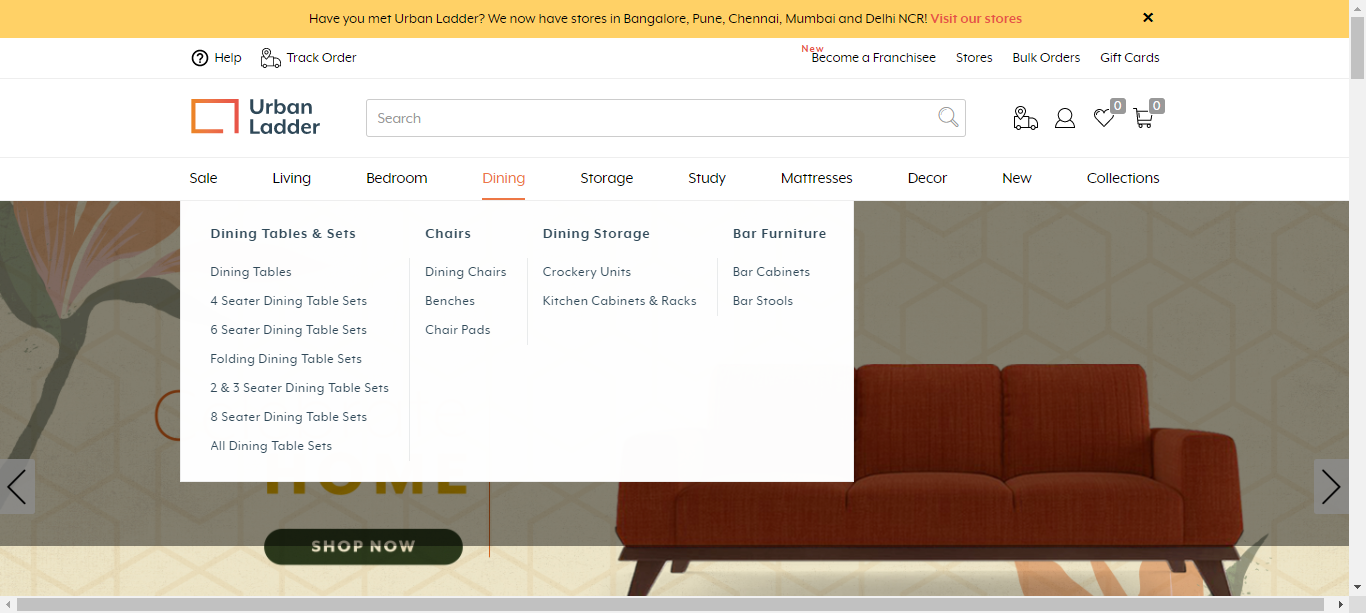 Have you met Urban Ladder? We now have stores in Bangalore, Pune, Chennai, Mumbai and Delhi NCR! Visit our stores
Help
Track Order
New
Become a Franchisee
Stores
Bulk Orders
Gift Cards
Urban
Ladder
Search
0
0
Sale
Living
Bedroom
Dining
Storage
Study
Mattresses
Decor
New
Collections
Dining Tables & Sets
Dining Tables
4 Seater Dining Table Sets
6 Seater Dining Table Sets
Folding Dining Table Sets
2 & 3 Seater Dining Table Sets
8 Seater Dining Table Sets
All Dining Table Sets
Chairs
Dining Chairs
Benches
Chair Pads
Dining Storage
Crockery Units
Kitchen Cabinets & Racks
Bar Furniture
Bar Cabinets
Bar Stools
HOME
SHOP NOW